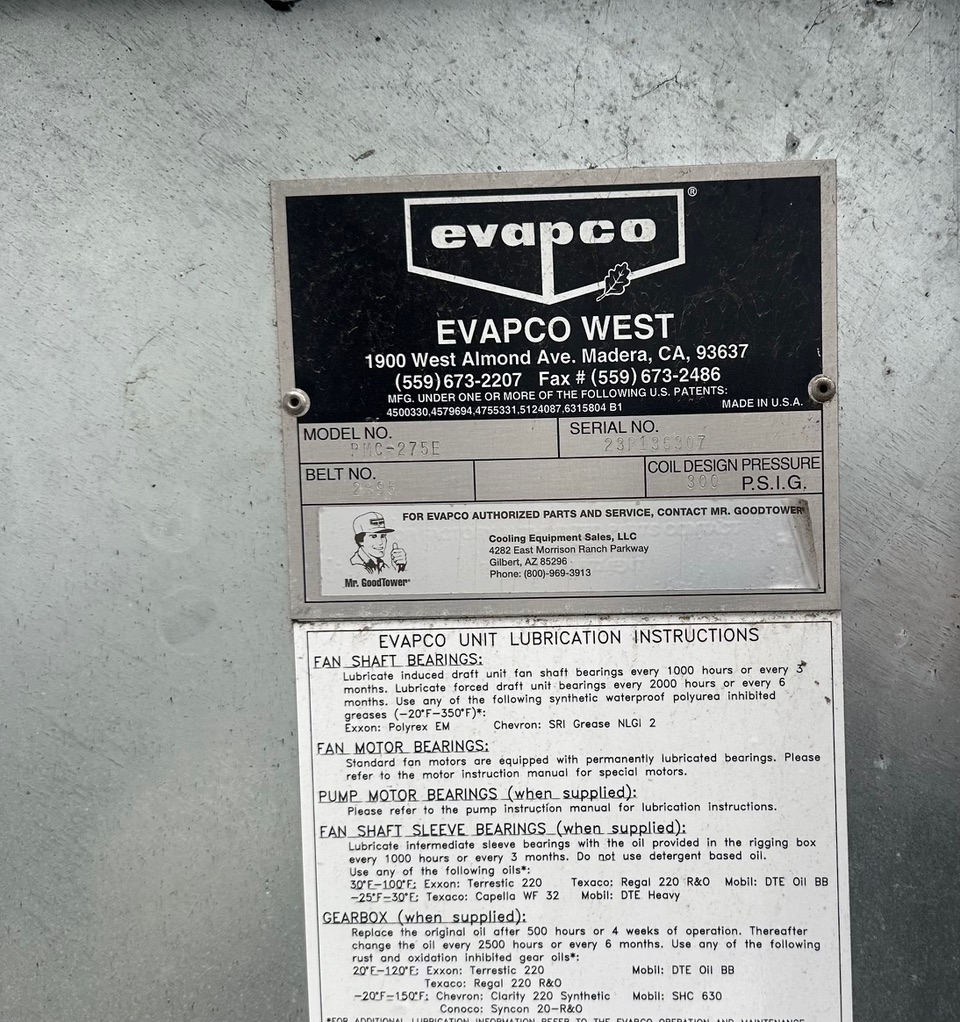 evapco ®
EVAPCO WEST
1900 West Almond Ave. Madera, CA, 93637
(559)673-2207 Fax # (559) 673-2486
MFG. UNDER ONE OR MORE OF THE FOLLOWING U.S. PATENTS:
4500330,4579694,4755331,5124087,6315804 B1 MADE IN U.S.A.
MODEL NO. SERIAL NO.
PMC-275E
BELT NO. COIL DESIGN PRESSURE
300 P.S.I.G.
FOR EVAPCO AUTHORIZED PARTS AND SERVICE, CONTACT MR. GOODTOWER
Cooling Equipment Sales, LLC
4282 East Morrison Ranch Parkway
Gilbert, AZ 85296
Phone: (800)-969-3913
Mr. GoodTower®
EVAPCO UNIT LUBRICATION INSTRUCTIONS
FAN SHAFT BEARINGS:
Lubricate induced draft unit fan shaft bearings every 1000 hours or every 3
months. Lubricate forced draft unit bearings every 2000 hours or every 6
months. Use any of the following synthetic waterproof polyurea inhibited
greases (-20°F-350°F)*:
Exxon: Polyrex EM Chevron: SRI Grease NLGI 2
FAN MOTOR BEARINGS:
Standard fan motors are equipped with permanently lubricated bearings. Please
refer to the motor instruction manual for special motors.
PUMP MOTOR BEARINGS (when supplied):
Please refer to the pump instruction manual for lubrication instructions.
FAN SHAFT SLEEVE BEARINGS (when supplied):
Lubricate intermediate sleeve bearings with the oil provided in the rigging box
every 1000 hours or every 3 months. Do not use detergent based oil.
Use any of the following oils*:
30°F-100°F: Exxon: Terrestic 220 Texaco: Regal 220 R&O Mobil: DTE Oil BB
-25°F-30°F: Texaco: Capella WF 32 Mobil: DTE Heavy
GEARBOX (when supplied):
Replace the original oil after 500 hours or 4 weeks of operation. Thereafter
change the oil every 2500 hours or every 6 months. Use any of the following
rust and oxidation inhibited gear oils*:
20°F-120°F: Exxon: Terrestic 220 Mobil: DTE Oil BB
Texaco: Regal 220 R&O
-20°F-150°F: Chevron: Clarity 220 Synthetic Mobil: SHC 630
Conoco: Syncon 20-R&O
*FOR ADDITIONAL LUBRICATION INFORMATION REFER TO THE EVAPCO OPERATION AND MAINTENANCE